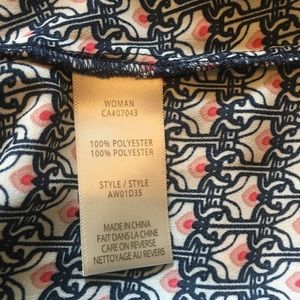 WOMAN
CA#07043
100% POLYESTER
100% POLYESTER
STYLE / STYLE
AW01D35
MADE IN CHINA
FAIT DANS LA CHINE
CARE ON REVERSE
NETTOYAGE AU REVERS